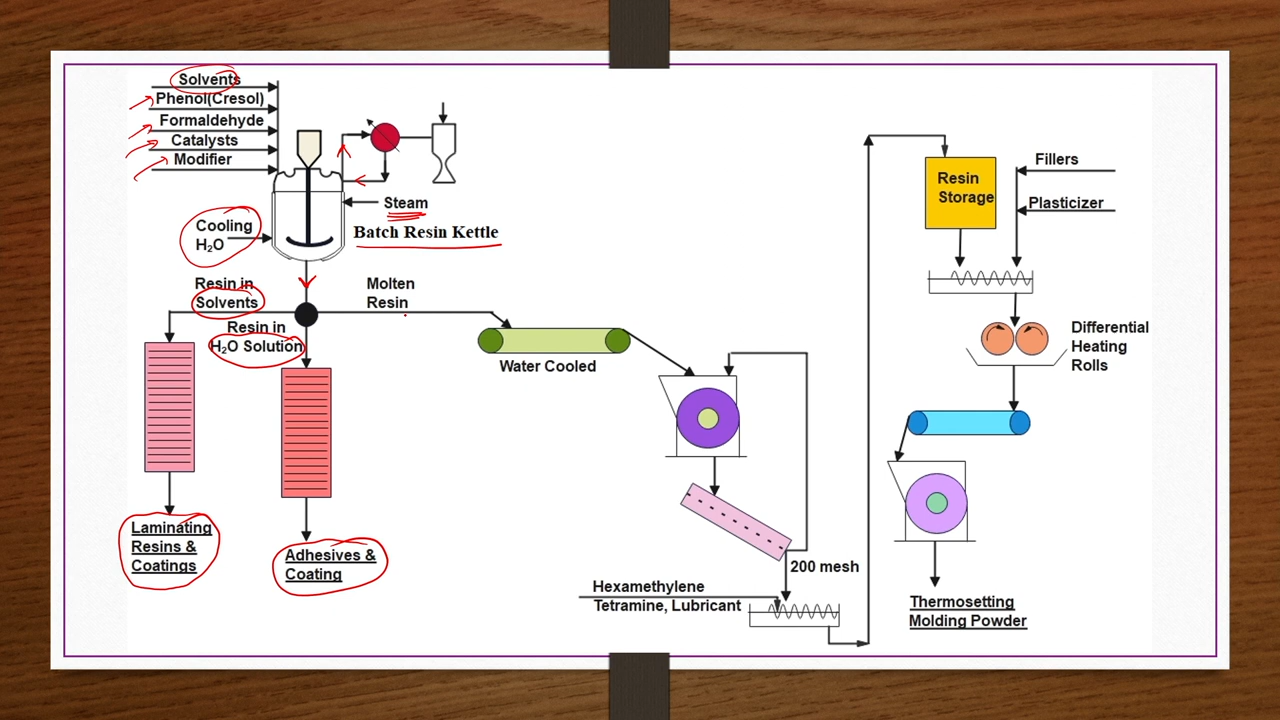 Solvents
Phenol(Cresol)
Formaldehyde
Catalysts
Modifier
Steam
Cooling
H₂O
Batch Resin Kettle
Resin in
Solvents
Molten
Resin
Resin in
H₂O Solution
Water Cooled
Laminating
Resins &
Coatings
Adhesives &
Coating
200 mesh
Hexamethylene
Tetramine, Lubricant
Resin
Storage
Fillers
Plasticizer
Differential
Heating
Rolls
Thermosetting
Molding Powder